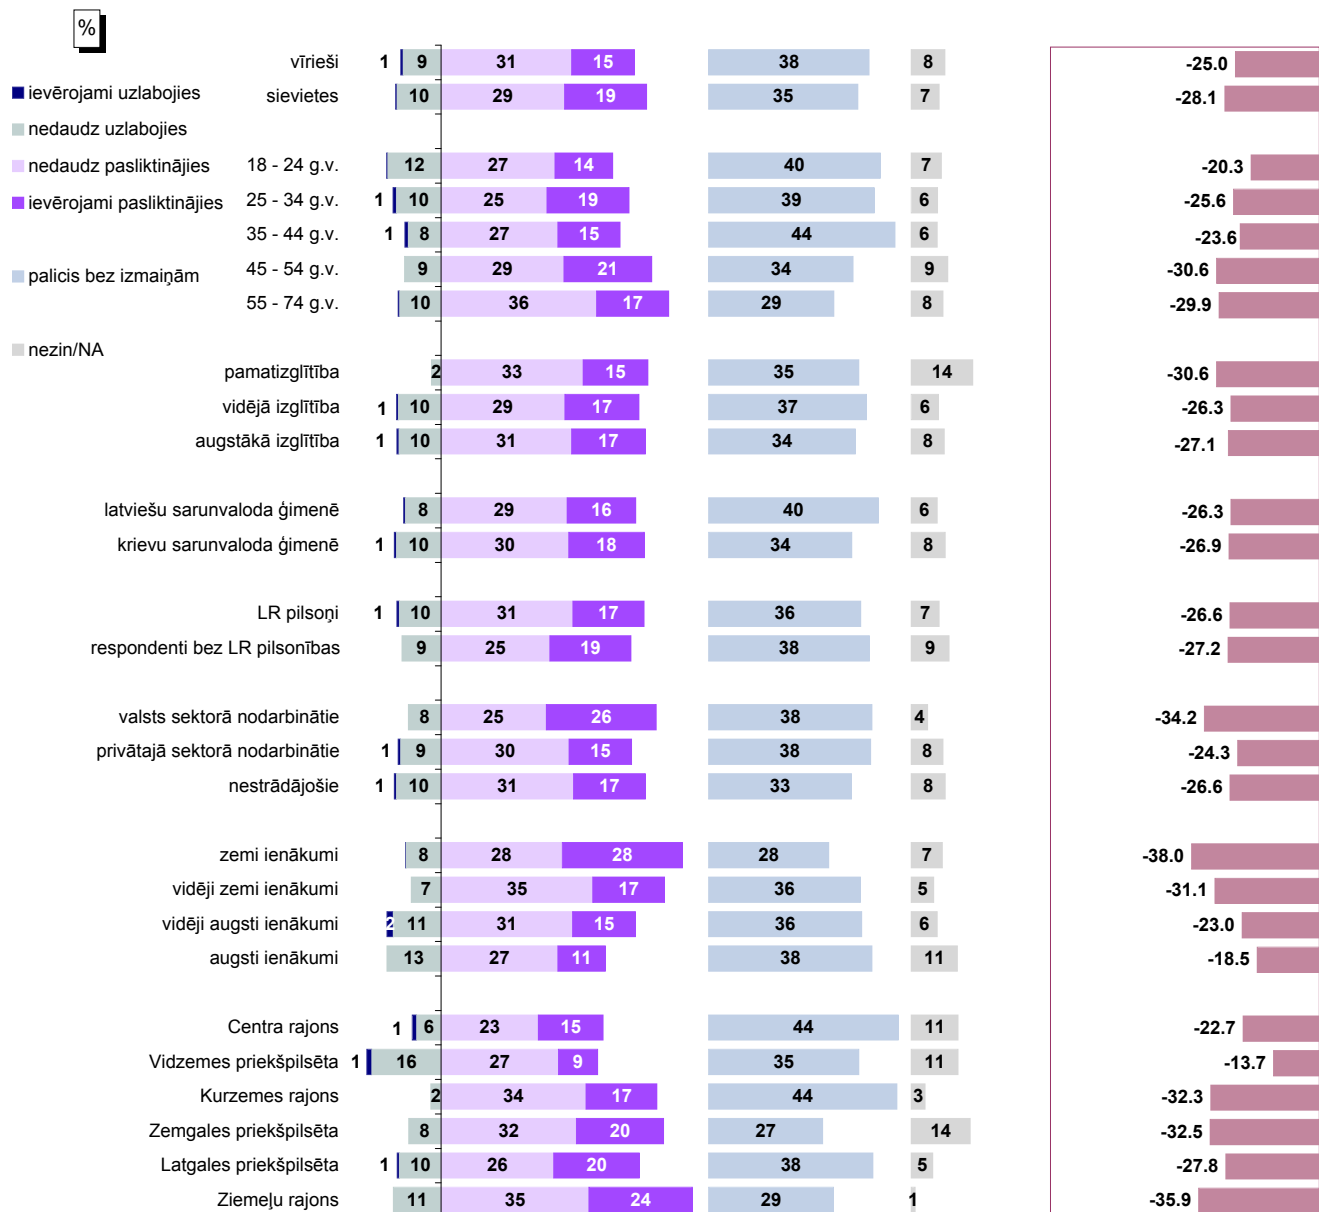 %
ievērojami uzlabojies
nedaudz uzlabojies
nedaudz pasliktinājies
ievērojami pasliktinājies
palicis bez izmaiņām
nezin/NA
vīrieši 1 9 31 15 38 8 -25.0
sievietes 10 29 19 35 7 -28.1
18 - 24 g.v. 12 27 14 40 7 -20.3
25 - 34 g.v. 1 10 25 19 39 6 -25.6
35 - 44 g.v. 1 8 27 15 44 6 -23.6
45 - 54 g.v. 9 29 21 34 9 -30.6
55 - 74 g.v. 10 36 17 29 8 -29.9
pamatizglītība 2 33 15 35 14 -30.6
vidējā izglītība 1 10 29 17 37 6 -26.3
augstākā izglītība 1 10 31 17 34 8 -27.1
latviešu sarunvaloda ģimenē 8 29 16 40 6 -26.3
krievu sarunvaloda ģimenē 1 10 30 18 34 8 -26.9
LR pilsoņi 1 10 31 17 36 7 -26.6
respondenti bez LR pilsonības 9 25 19 38 9 -27.2
valsts sektorā nodarbinātie 8 25 26 38 4 -34.2
privātajā sektorā nodarbinātie 1 9 30 15 38 8 -24.3
nestrādājošie 1 10 31 17 33 8 -26.6
zemi ienākumi 8 28 28 28 7 -38.0
vidēji zemi ienākumi 7 35 17 36 5 -31.1
vidēji augsti ienākumi 2 11 31 15 36 6 -23.0
augsti ienākumi 13 27 11 38 11 -18.5
Centra rajons 1 6 23 15 44 11 -22.7
Vidzemes priekšpilsēta 1 16 27 9 35 11 -13.7
Kurzemes rajons 2 34 17 44 3 -32.3
Zemgales priekšpilsēta 8 32 20 27 14 -32.5
Latgales priekšpilsēta 1 10 26 20 38 5 -27.8
Ziemeļu rajons 11 35 24 29 1 -35.9